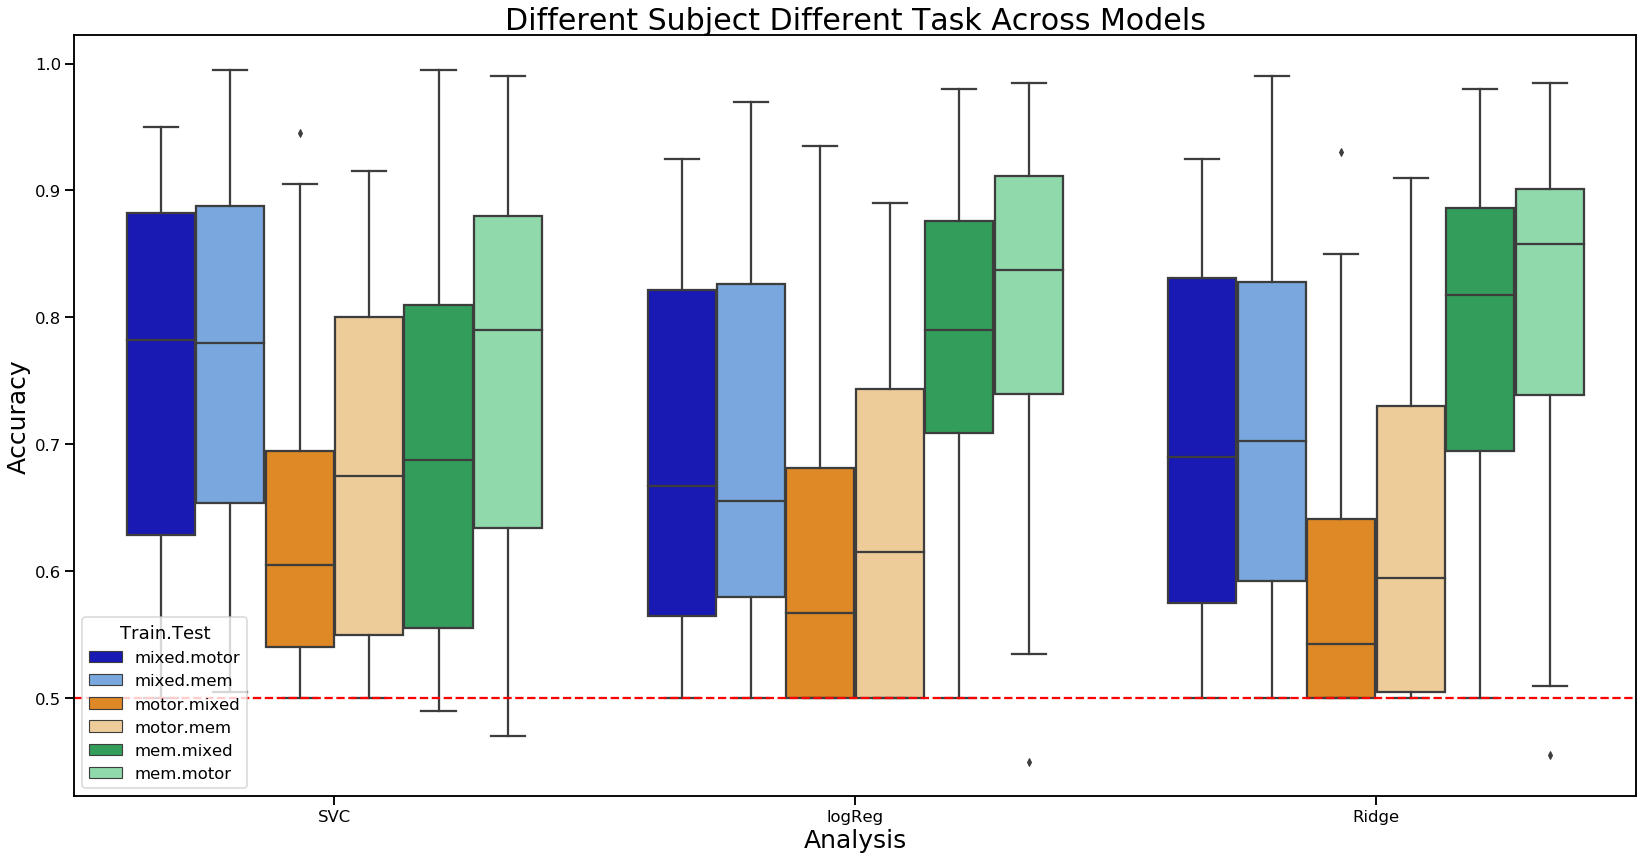 Different Subject Different Task Across Models
Accuracy
1.0
0.9
0.8
0.7
0.6
0.5
Train.Test
mixed.motor
mixed.mem
motor.mixed
motor.mem
mem.mixed
mem.motor
SVC
logReg
Ridge
Analysis